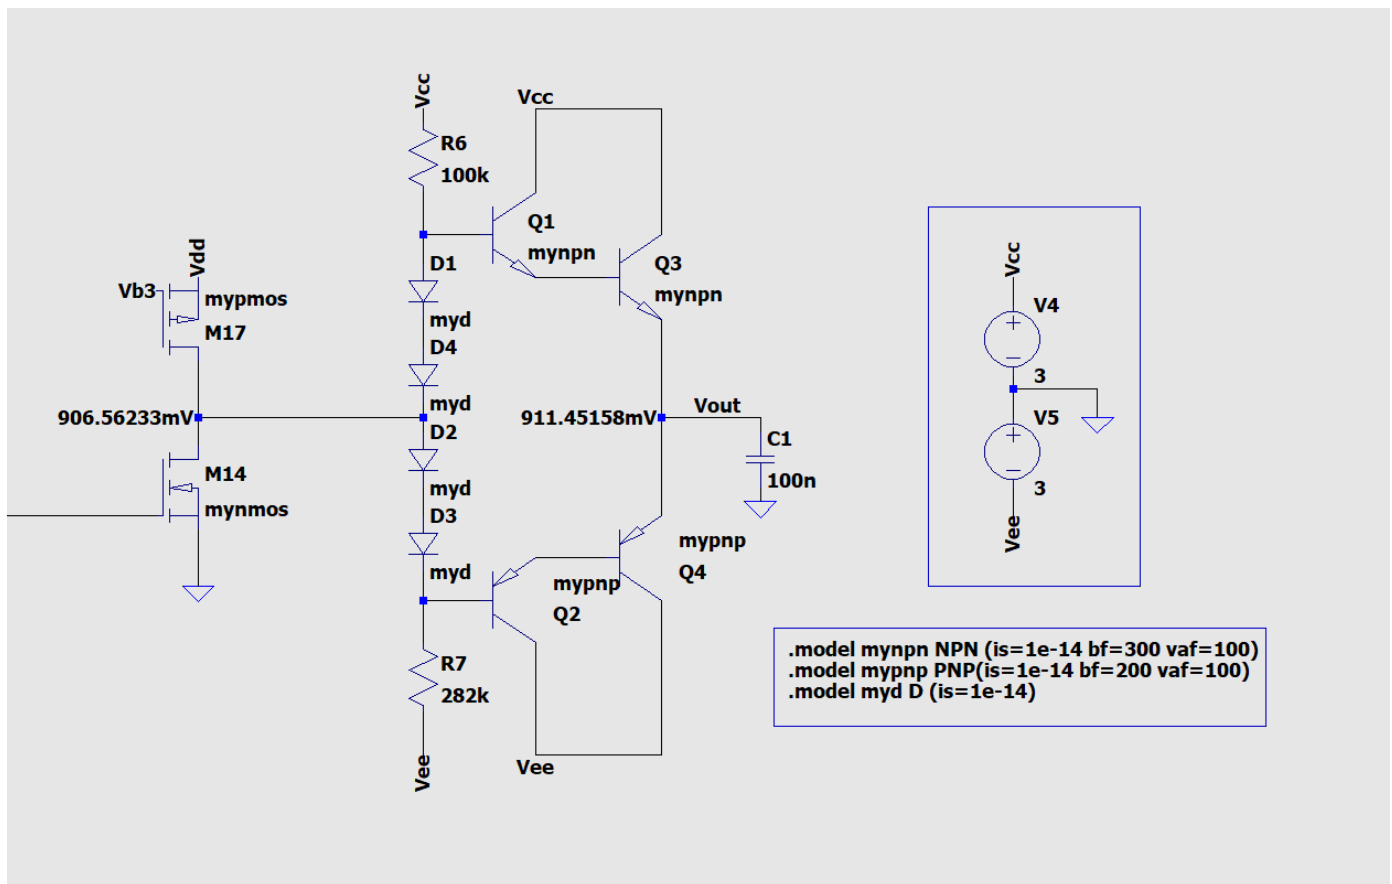 Vcc
R6
100k
Vcc
Q1
mynpn
Q3
mynpn
D1
myd
D4
myd
D2
myd
D3
myd
Vdd
Vb3
mypmos
M17
906.56233mV
M14
mynmos
911.45158mV
Vout
C1
100n
mypnp
Q4
mypnp
Q2
R7
282k
Vee
Vee
Vcc
V4
+
−
3
V5
+
−
3
Vee
.model mynpn NPN (is=1e-14 bf=300 vaf=100)
.model mypnp PNP(is=1e-14 bf=200 vaf=100)
.model myd D (is=1e-14)